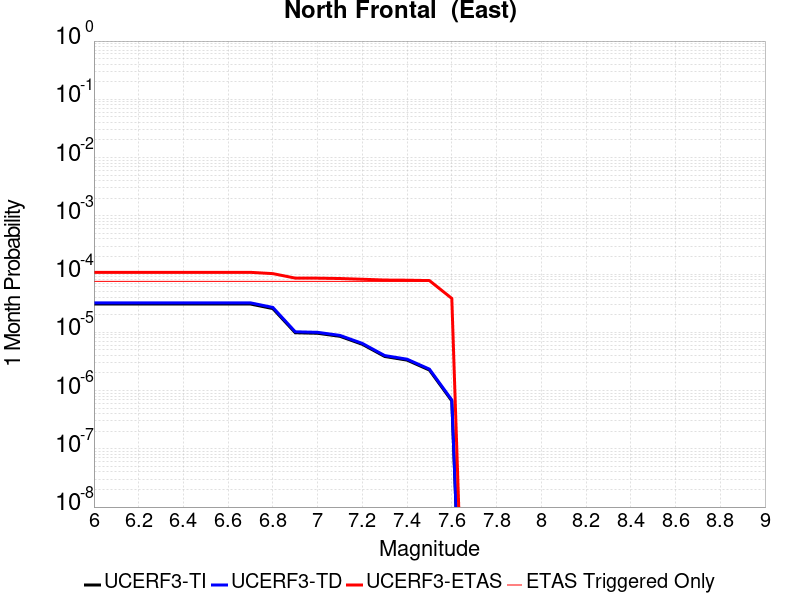 North Frontal  (East)
10^0
10^-1
10^-2
10^-3
10^-4
10^-5
10^-6
10^-7
10^-8
1 Month Probability
6 6.2 6.4 6.6 6.8 7 7.2 7.4 7.6 7.8 8 8.2 8.4 8.6 8.8 9
Magnitude
UCERF3-TI UCERF3-TD UCERF3-ETAS ETAS Triggered Only